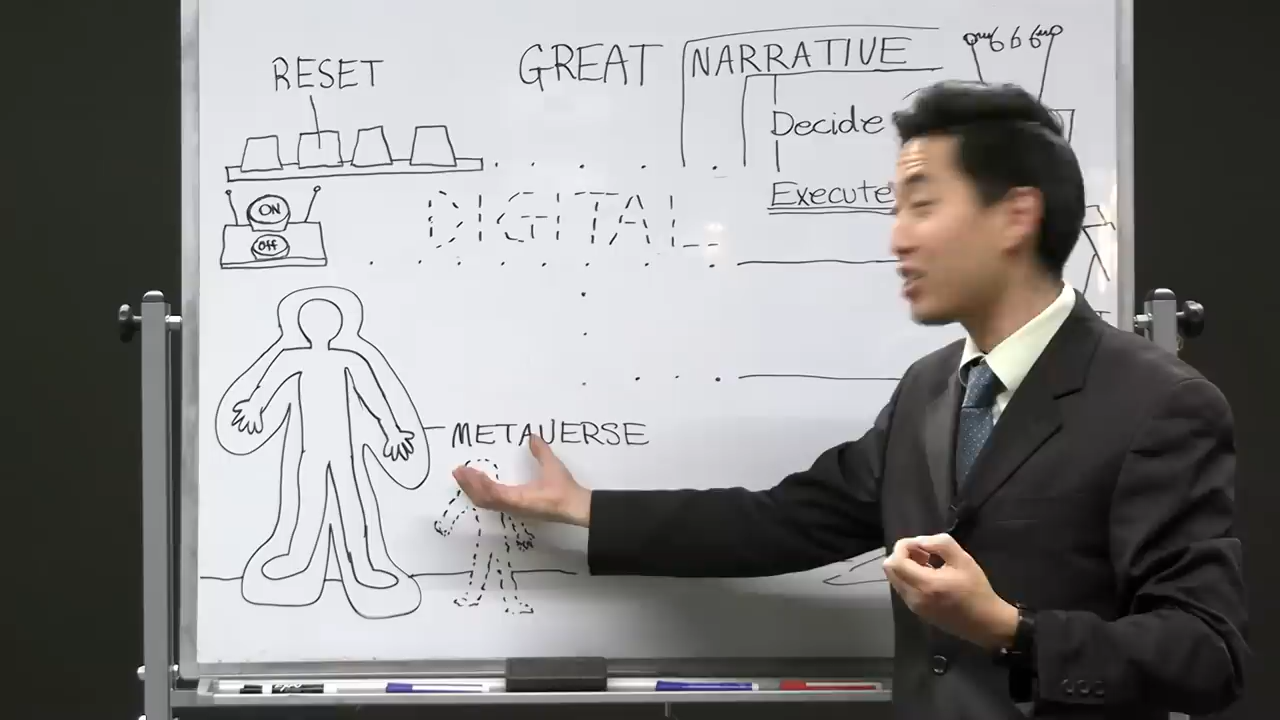 RESET
GREAT NARRATIVE
666
Decide
ON
Off
DIGITAL
Execute
METAVERSE